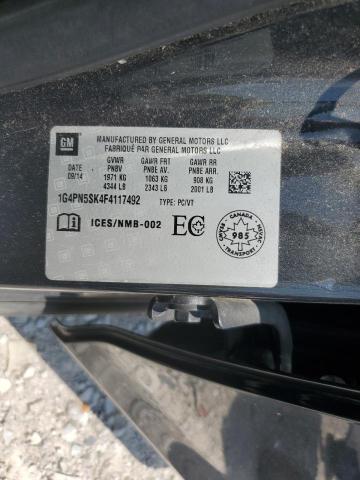 GM
MANUFACTURED BY GENERAL MOTORS LLC
FABRIQUÉ PAR GENERAL MOTORS LLC
GVWR GAWR FRT GAWR RR
DATE PNBV PNBE AV. PNBE ARR.
09/14 1971 KG 1063 KG 908 KG
4344 LB 2343 LB 2001 LB
1G4PN5SK4F4117492 TYPE: PC/VT
ICES/NMB-002 EC
CANADA
985
TRANSPORT